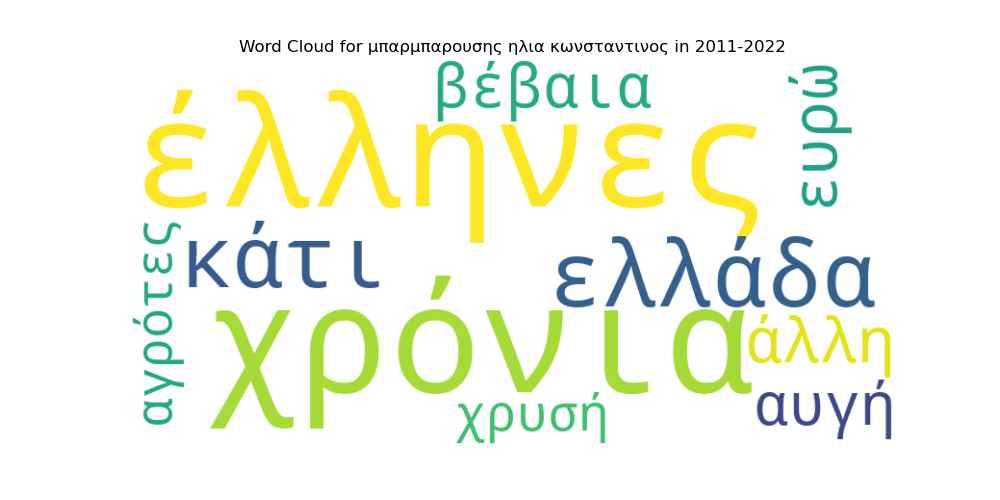 Word Cloud for μπαρμπαρουσης ηλια κωνσταντινος in 2011-2022
βέβαια
ευρώ
έλληνες
αγρότες
κάτι
ελλάδα
χρόνια
άλλη
χρυσή
αυγή